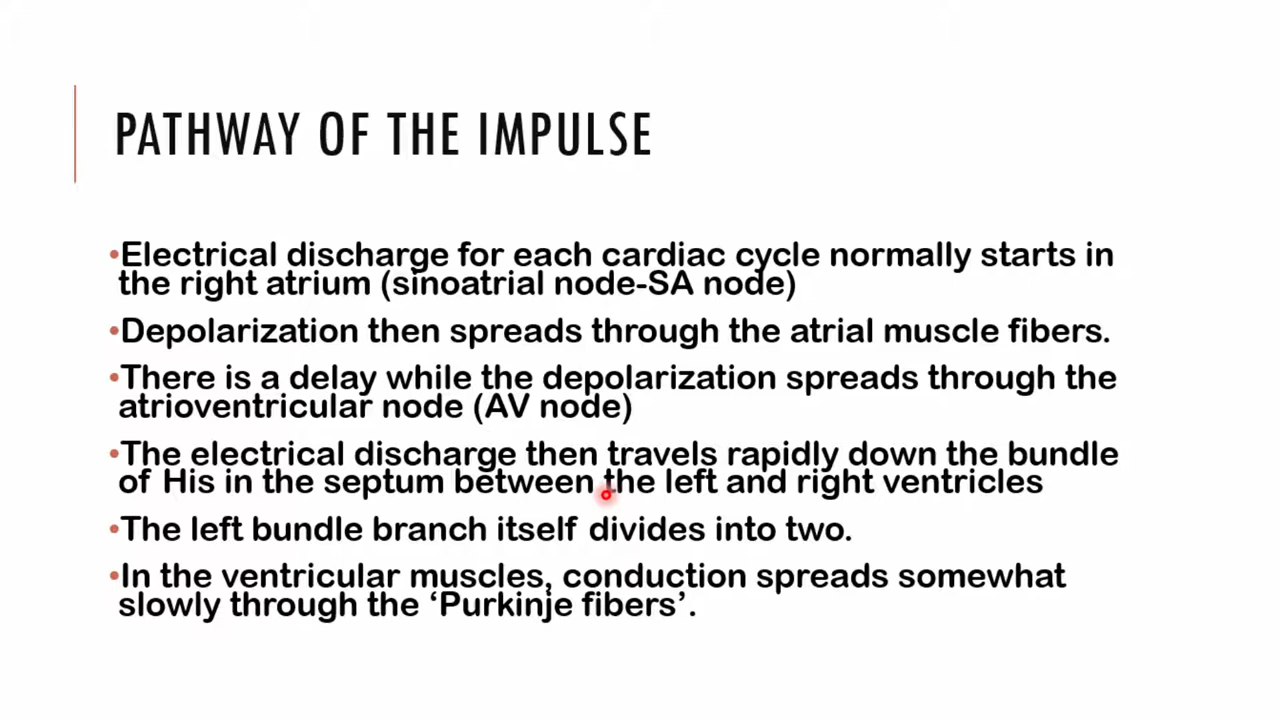 PATHWAY OF THE IMPULSE
•Electrical discharge for each cardiac cycle normally starts in
the right atrium (sinoatrial node-SA node)
•Depolarization then spreads through the atrial muscle fibers.
•There is a delay while the depolarization spreads through the
atrioventricular node (AV node)
•The electrical discharge then travels rapidly down the bundle
of His in the septum between the left and right ventricles
•The left bundle branch itself divides into two.
•In the ventricular muscles, conduction spreads somewhat
slowly through the ‘Purkinje fibers’.